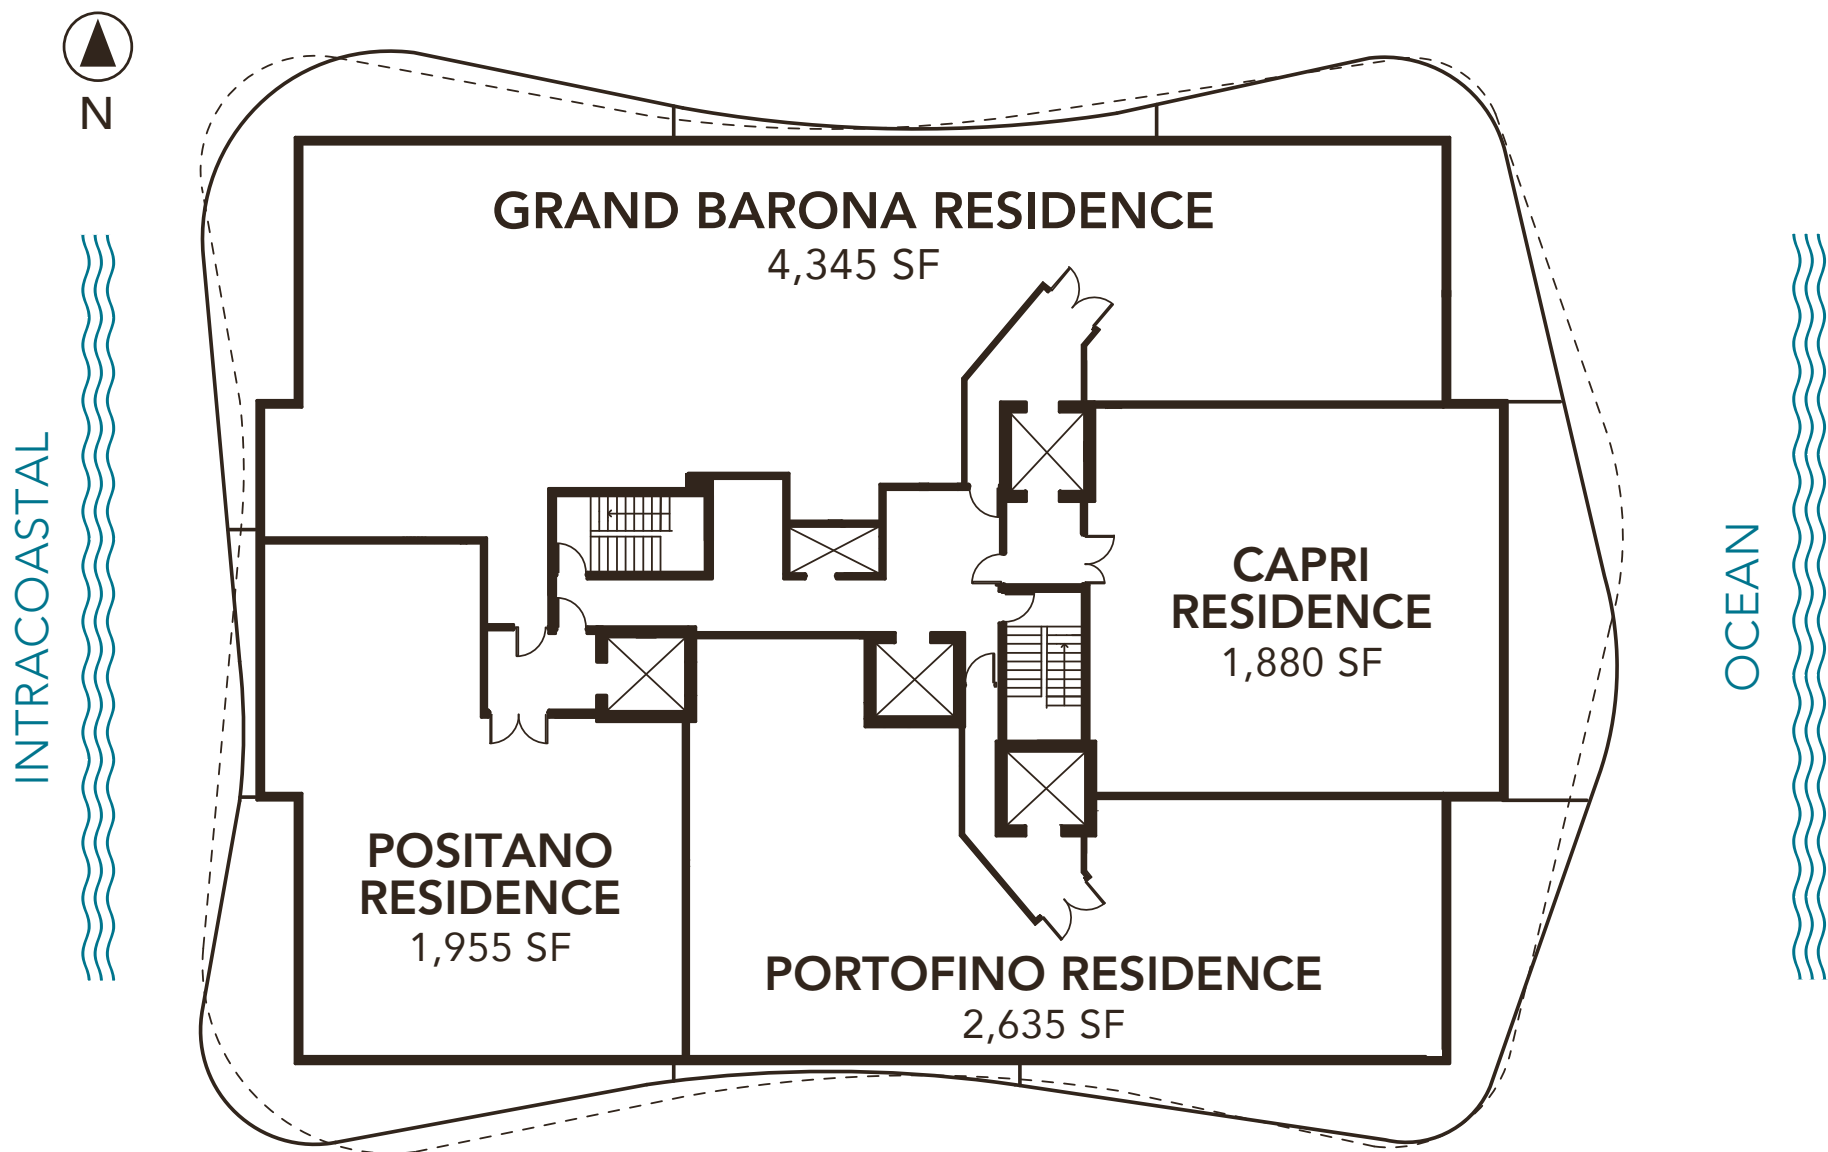 N
GRAND BARONA RESIDENCE
4,345 SF
INTRACOASTAL
CAPRI
RESIDENCE
1,880 SF
OCEAN
POSITANO
RESIDENCE
1,955 SF
PORTOFINO RESIDENCE
2,635 SF